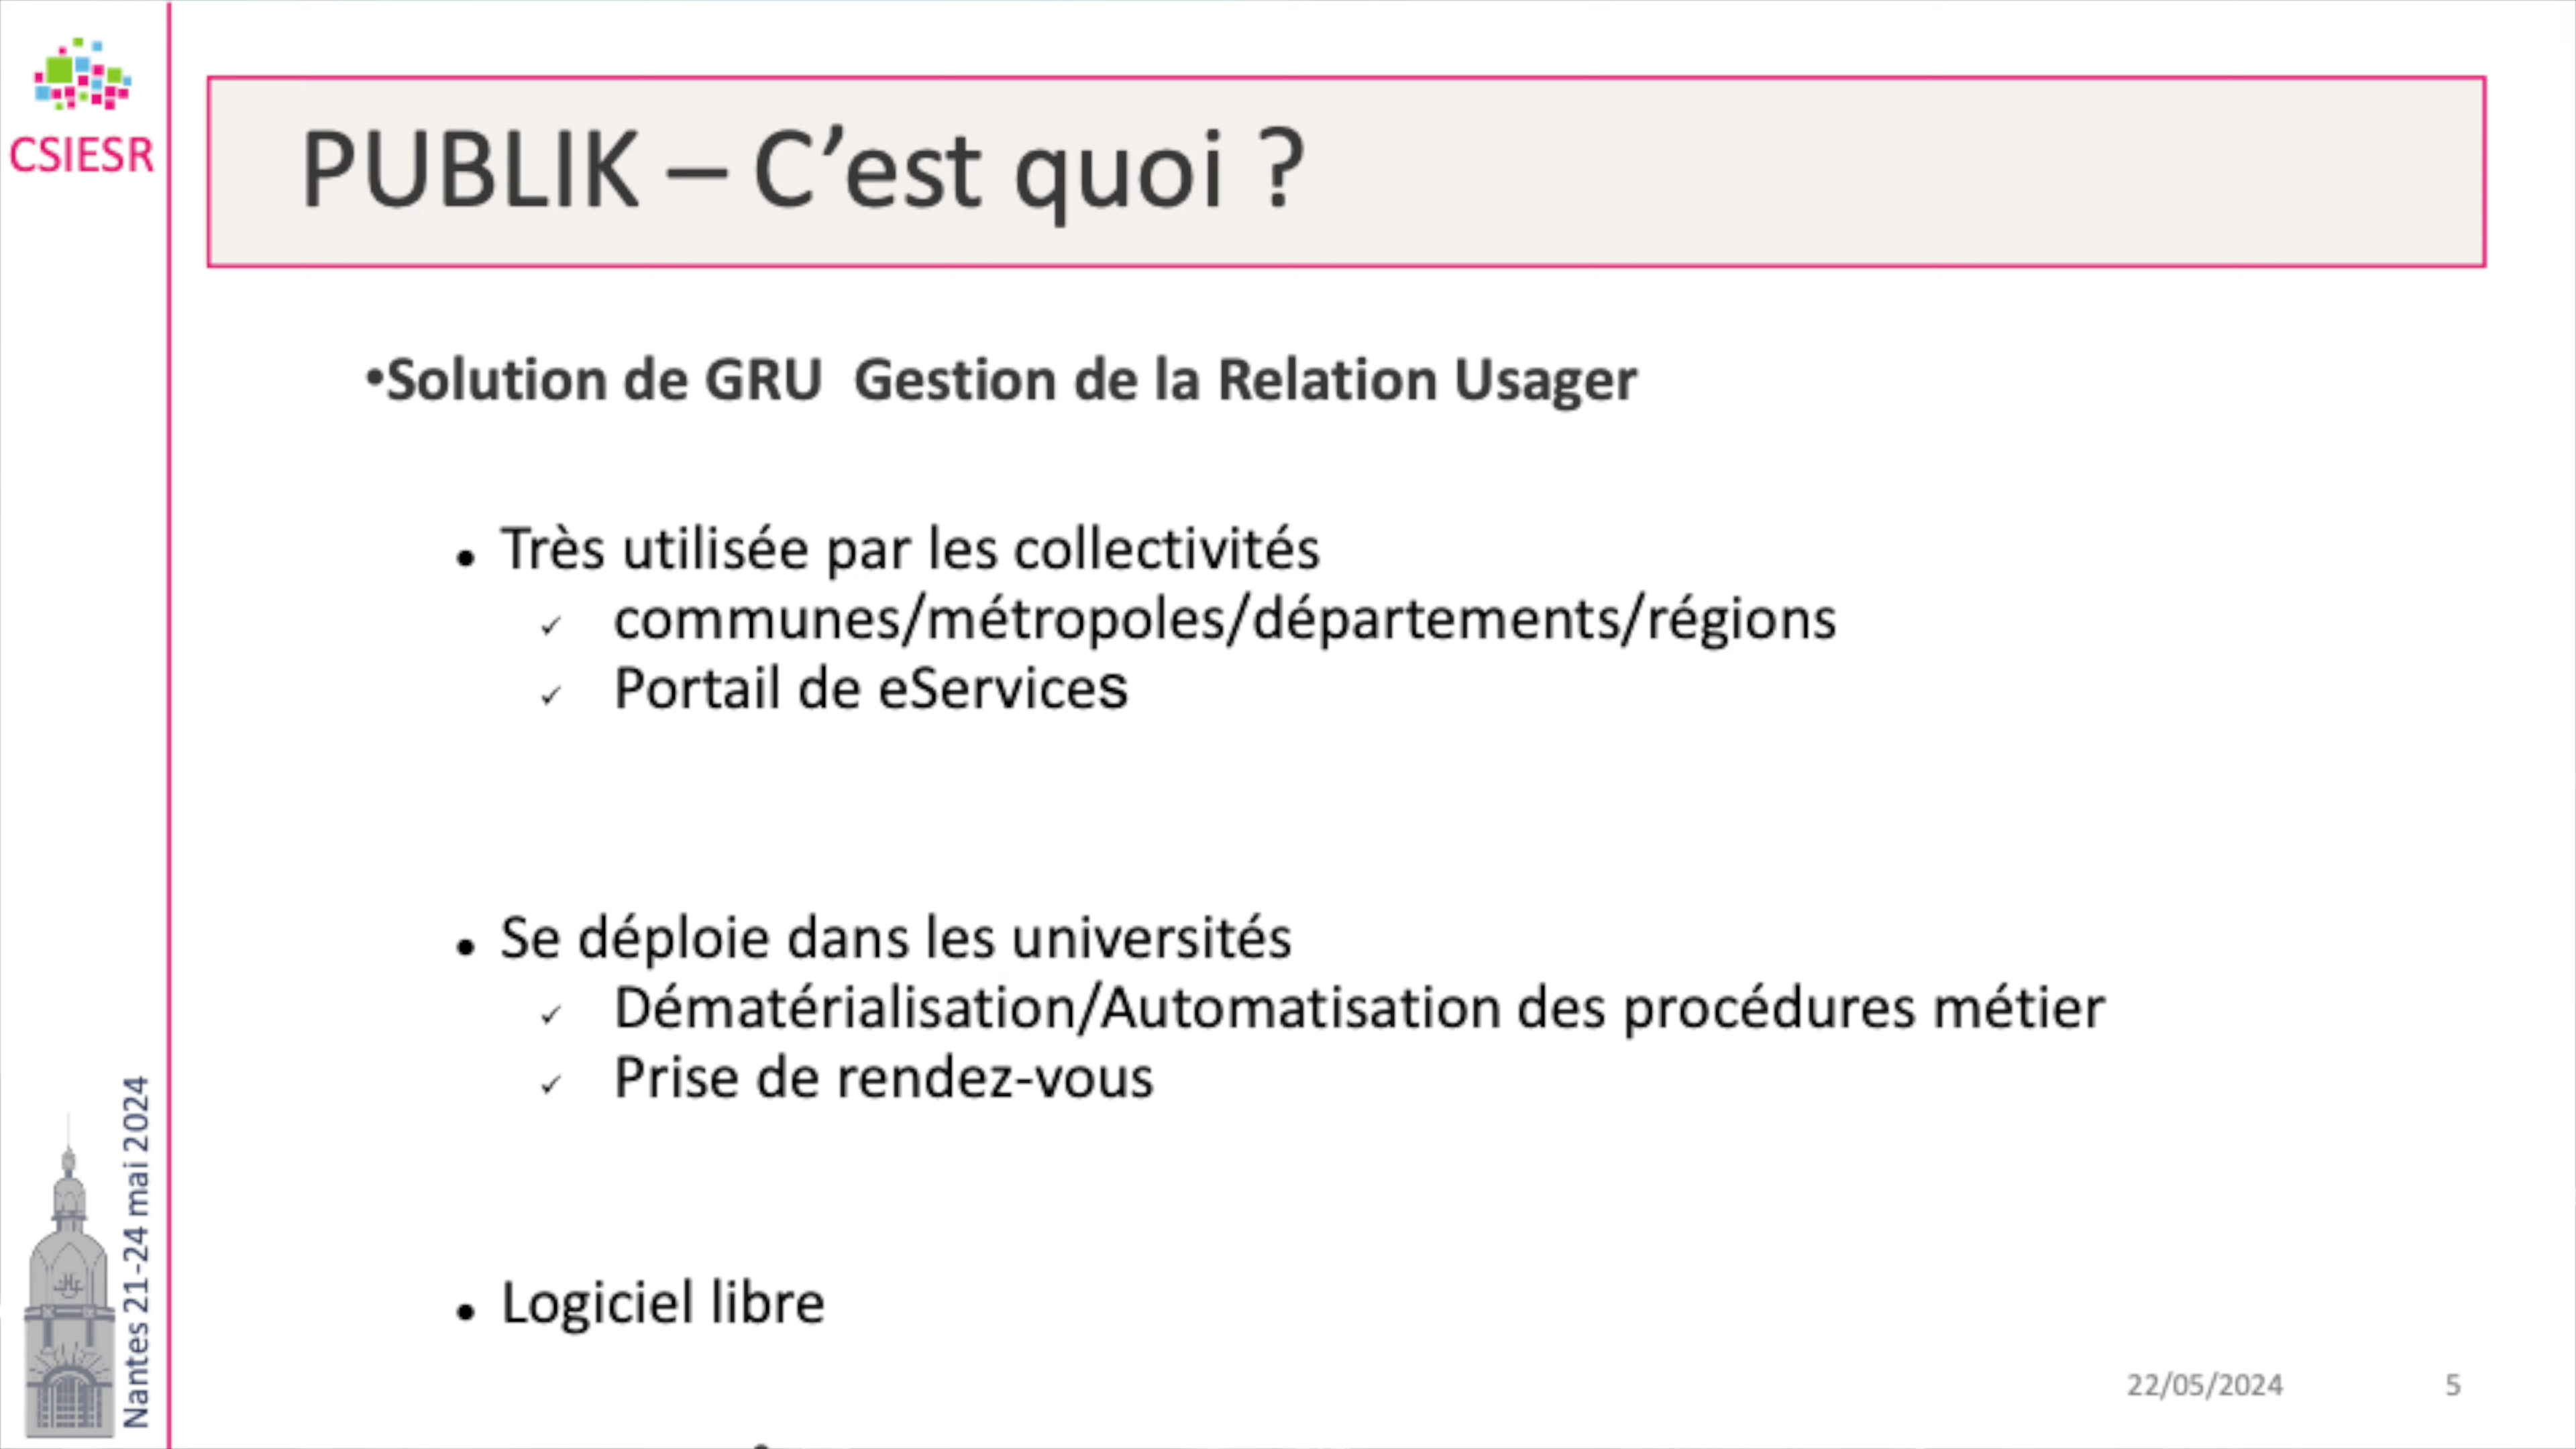 CSIESR
PUBLIK – C’est quoi ?
•Solution de GRU  Gestion de la Relation Usager
• Très utilisée par les collectivités
✓ communes/métropoles/départements/régions
✓ Portail de eServices
• Se déploie dans les universités
✓ Dématérialisation/Automatisation des procédures métier
✓ Prise de rendez-vous
• Logiciel libre
Nantes 21-24 mai 2024
22/05/2024
5